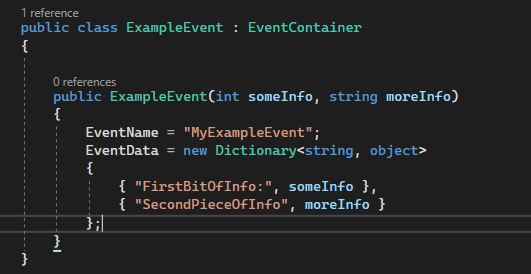 1 reference
public class ExampleEvent : EventContainer
{
0 references
public ExampleEvent(int someInfo, string moreInfo)
{
EventName = "MyExampleEvent";
EventData = new Dictionary<string, object>
{
{ "FirstBitOfInfo:", someInfo },
{ "SecondPieceOfInfo", moreInfo }
};
}
}